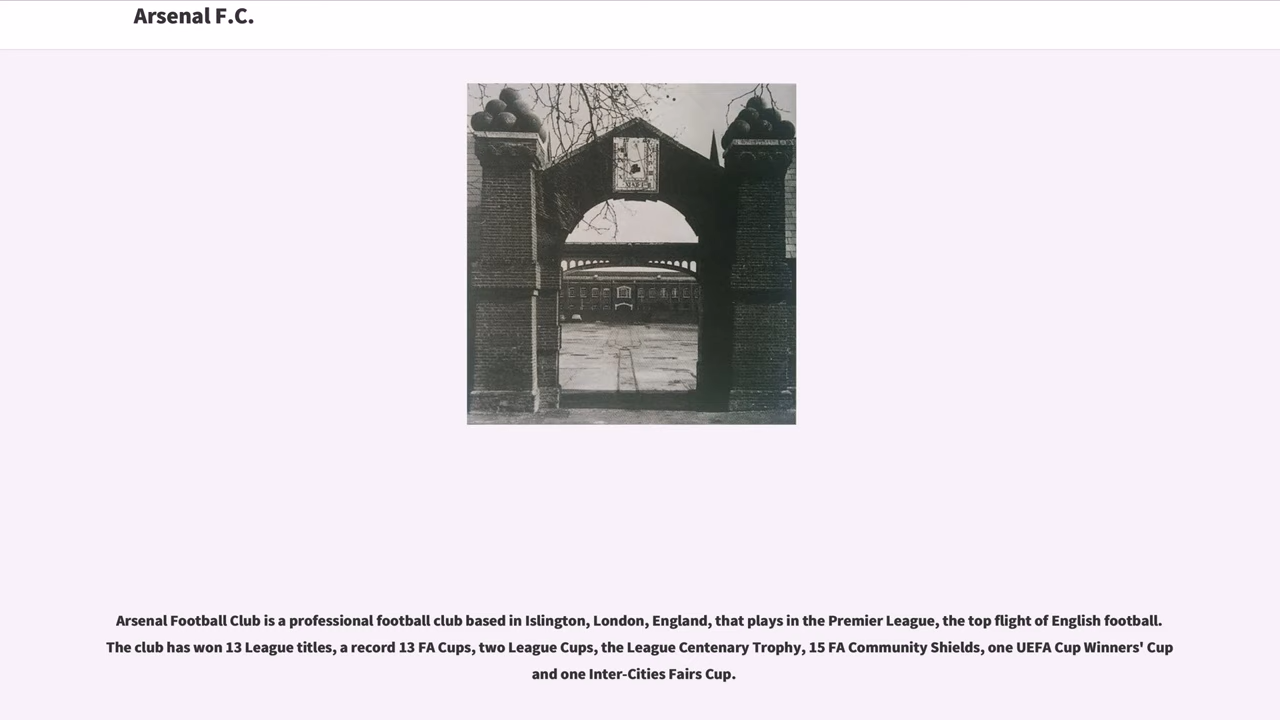 Arsenal F.C.
Arsenal Football Club is a professional football club based in Islington, London, England, that plays in the Premier League, the top flight of English football.
The club has won 13 League titles, a record 13 FA Cups, two League Cups, the League Centenary Trophy, 15 FA Community Shields, one UEFA Cup Winners' Cup
and one Inter-Cities Fairs Cup.